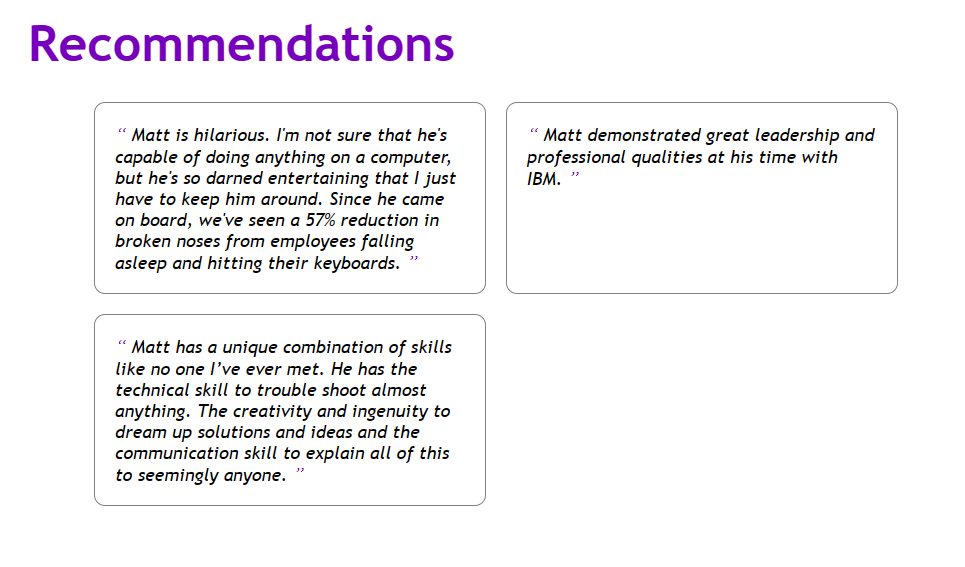 Recommendations
“ Matt is hilarious. I'm not sure that he's
capable of doing anything on a computer,
but he's so darned entertaining that I just
have to keep him around. Since he came
on board, we've seen a 57% reduction in
broken noses from employees falling
asleep and hitting their keyboards. ”
“ Matt demonstrated great leadership and
professional qualities at his time with
IBM. ”
“ Matt has a unique combination of skills
like no one I’ve ever met. He has the
technical skill to trouble shoot almost
anything. The creativity and ingenuity to
dream up solutions and ideas and the
communication skill to explain all of this
to seemingly anyone. ”